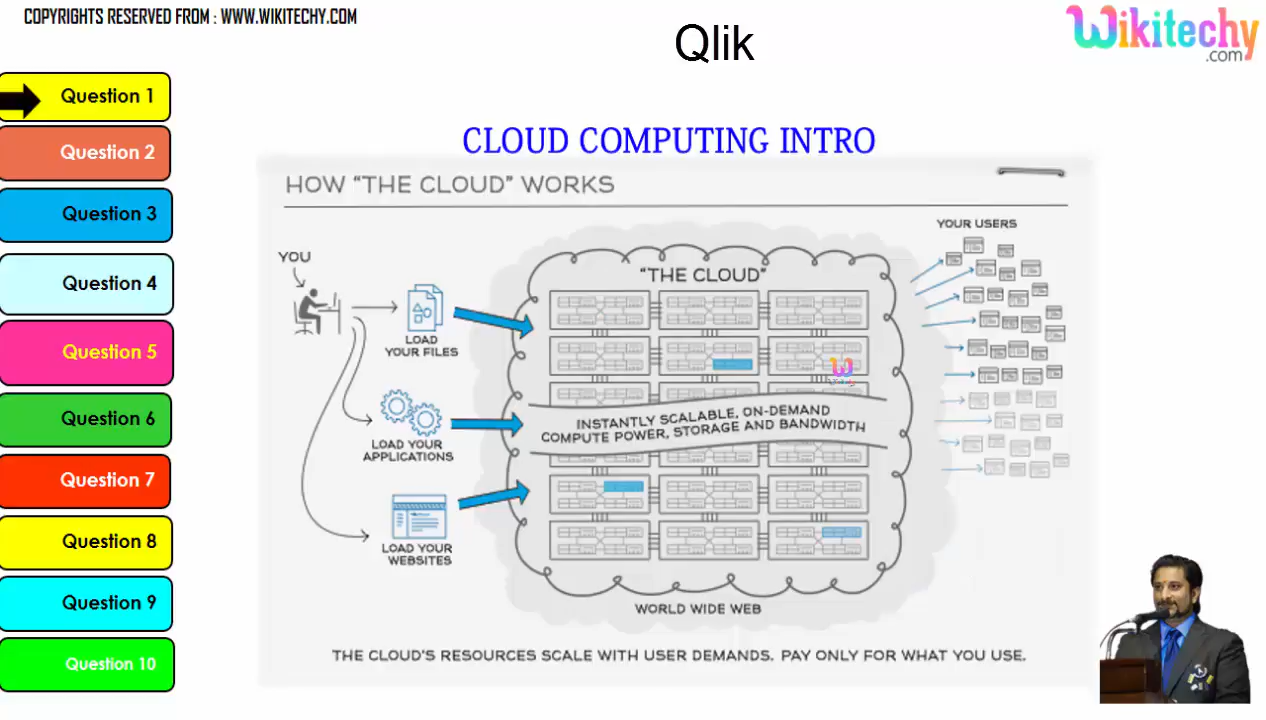 COPYRIGHTS RESERVED FROM : WWW.WIKITECHY.COM
Qlik
Wikitechy
.com
Question 1
Question 2
Question 3
Question 4
Question 5
Question 6
Question 7
Question 8
Question 9
Question 10
CLOUD COMPUTING INTRO
HOW “THE CLOUD” WORKS
YOU
LOAD
YOUR FILES
LOAD YOUR
APPLICATIONS
LOAD YOUR
WEBSITES
“THE CLOUD”
INSTANTLY SCALABLE, ON-DEMAND
COMPUTE POWER, STORAGE AND BANDWIDTH
WORLD WIDE WEB
YOUR USERS
THE CLOUD'S RESOURCES SCALE WITH USER DEMANDS. PAY ONLY FOR WHAT YOU USE.